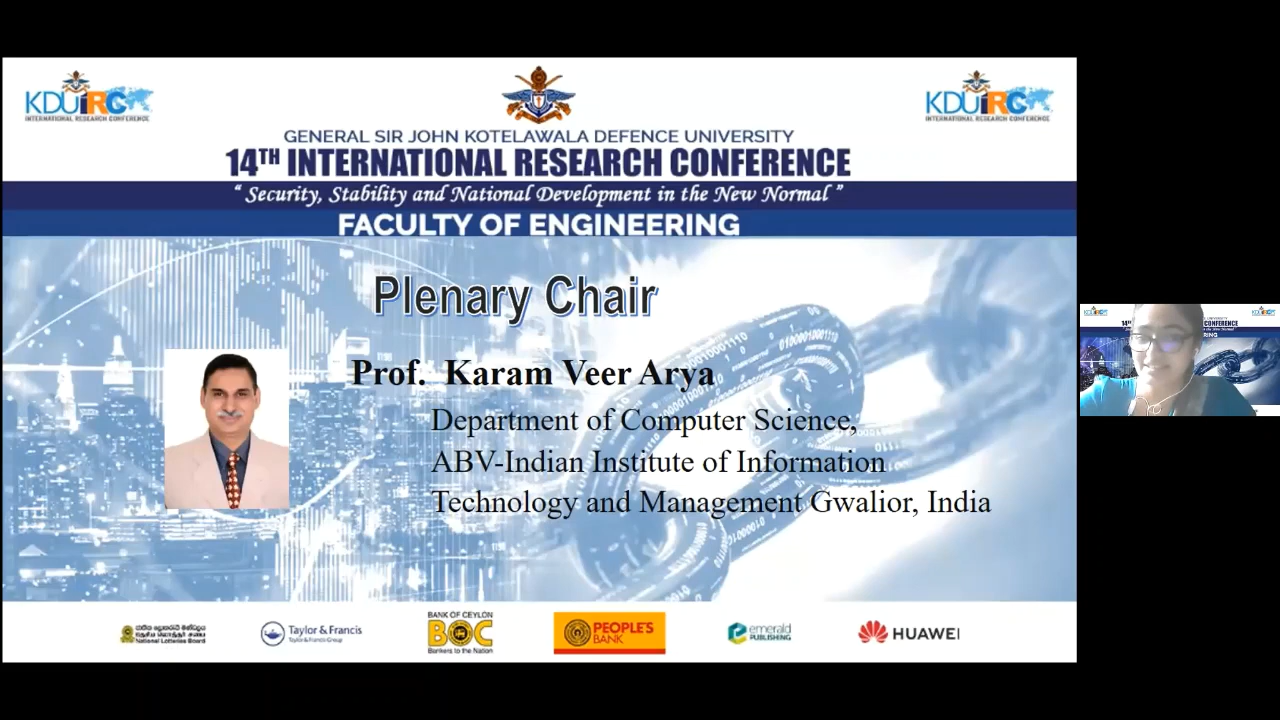 KDUIRC
INTERNATIONAL RESEARCH CONFERENCE
KDUIRC
INTERNATIONAL RESEARCH CONFERENCE
GENERAL SIR JOHN KOTELAWALA DEFENCE UNIVERSITY
14TH INTERNATIONAL RESEARCH CONFERENCE
“ Security, Stability and National Development in the New Normal ”
FACULTY OF ENGINEERING
Plenary Chair
Prof. Karam Veer Arya
Department of Computer Science,
ABV-Indian Institute of Information
Technology and Management Gwalior, India
National Lotteries Board
Taylor & Francis
Taylor & Francis Group
BANK OF CEYLON
BOC
Bankers to the Nation
PEOPLE'S
BANK
emerald
PUBLISHING
HUAWEI